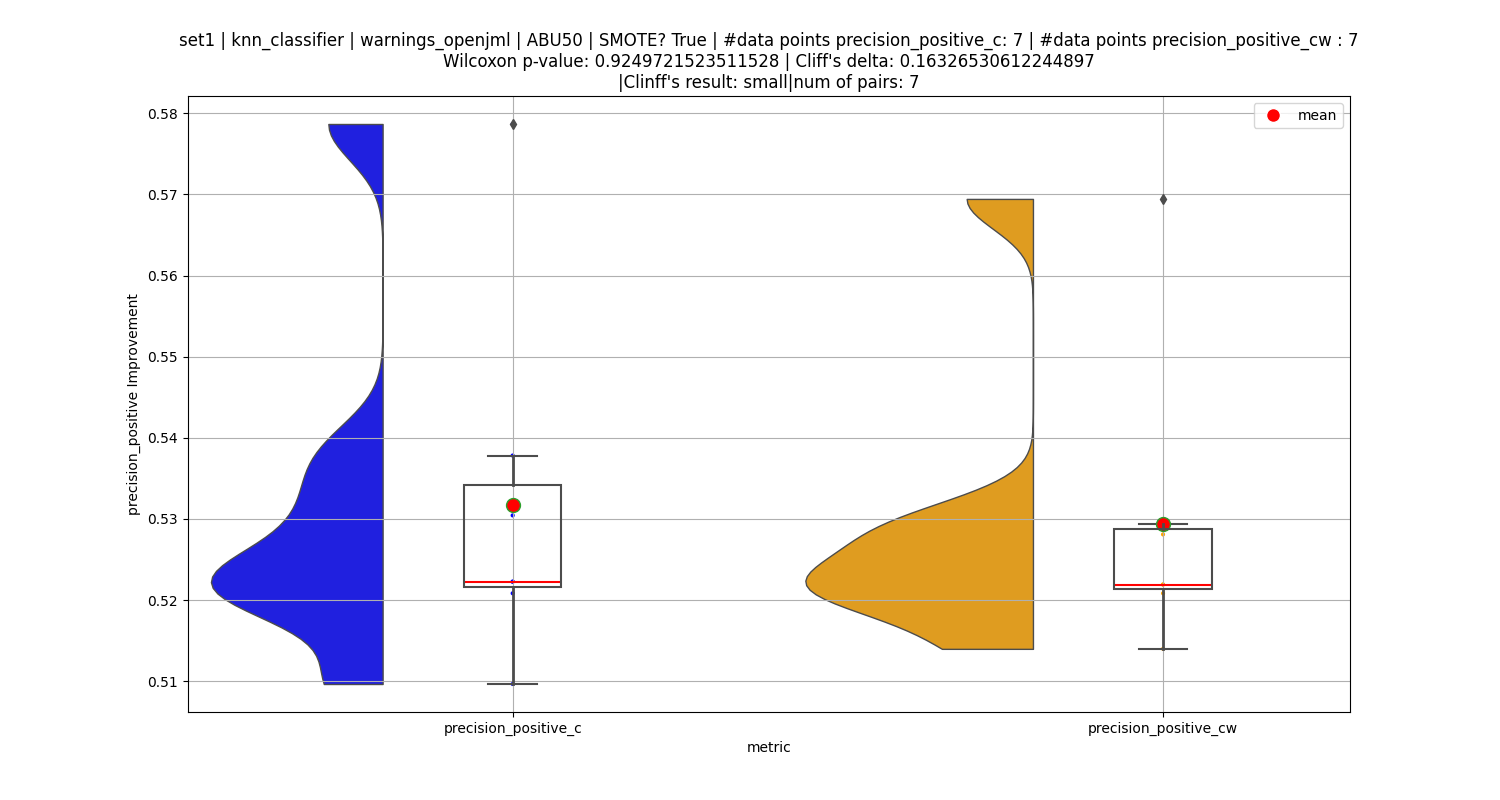 set1 | knn_classifier | warnings_openjml | ABU50 | SMOTE? True | #data points precision_positive_c: 7 | #data points precision_positive_cw : 7
Wilcoxon p-value: 0.9249721523511528 | Cliff's delta: 0.16326530612244897
|Clinff's result: small|num of pairs: 7
mean
0.58
0.57
0.56
0.55
0.54
0.53
0.52
0.51
precision_positive Improvement
precision_positive_c
precision_positive_cw
metric